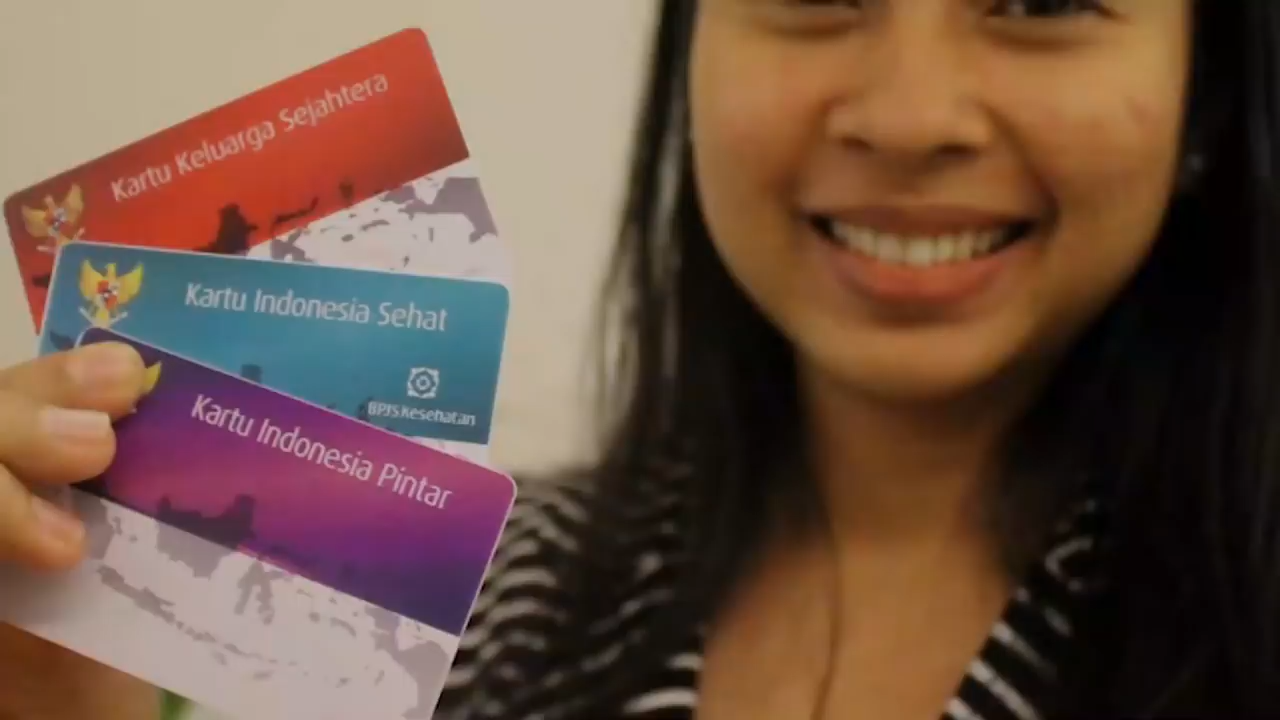 Kartu Keluarga Sejahtera
Kartu Indonesia Sehat
BPJS Kesehatan
Kartu Indonesia Pintar